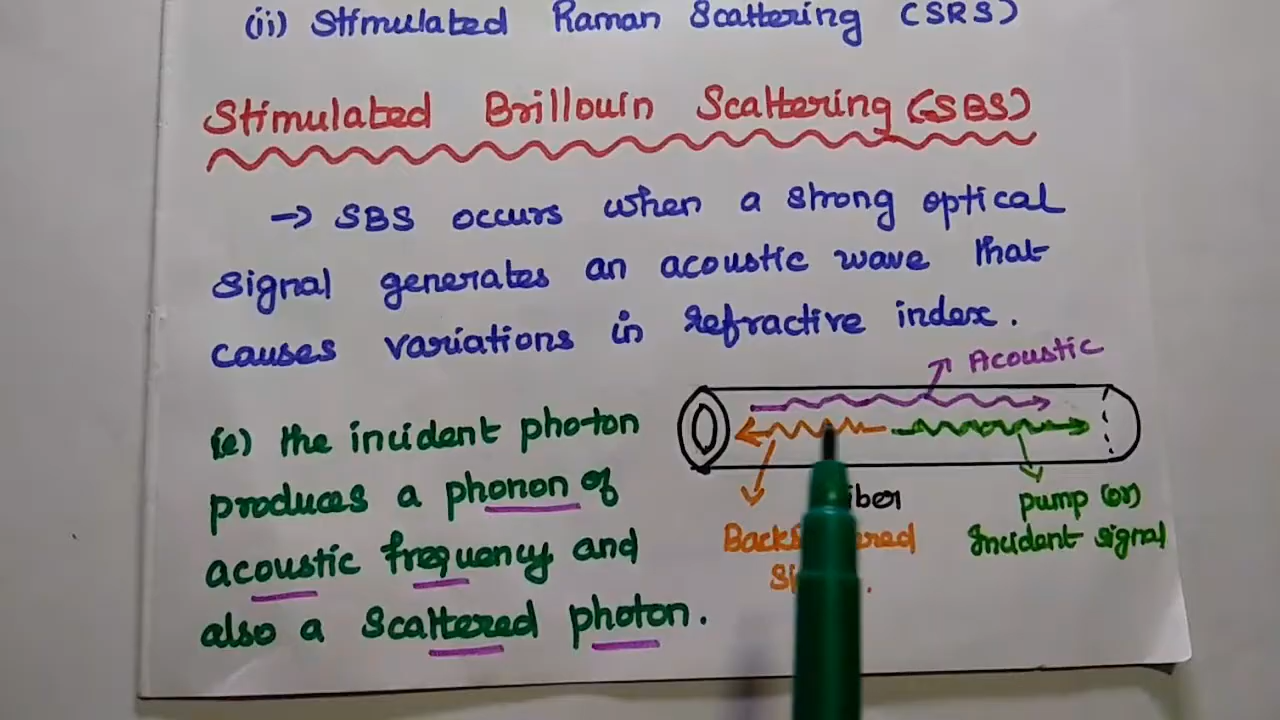 (ii) Stimulated Raman Scattering (SRS)
Stimulated Brillouin Scattering (SBS)
→ SBS occurs when a strong optical
signal generates an acoustic wave that
causes variations in refractive index.
Acoustic
(ie) the incident photon
produces a phonon of
acoustic frequency and
also a scattered photon.
pump (or)
Incident signal